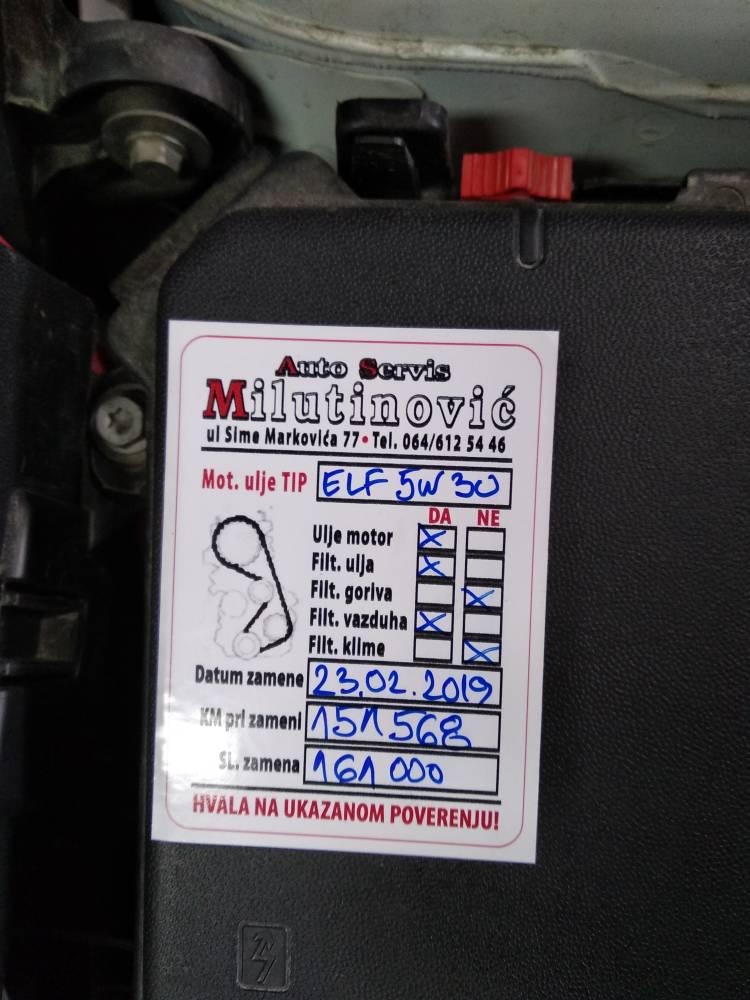 Auto Servis
Milutinović
ul Sime Markovića 77 • Tel. 064/612 54 46
Mot. ulje TIP ELF 5W30
DA NE
Ulje motor X
Filt. ulja X
Filt. goriva X
Filt. vazduha X
Filt. klime X
Datum zamene 23.02.2019
KM pri zameni 151568
SL. zamena 161 000
HVALA NA UKAZANOM POVERENJU!